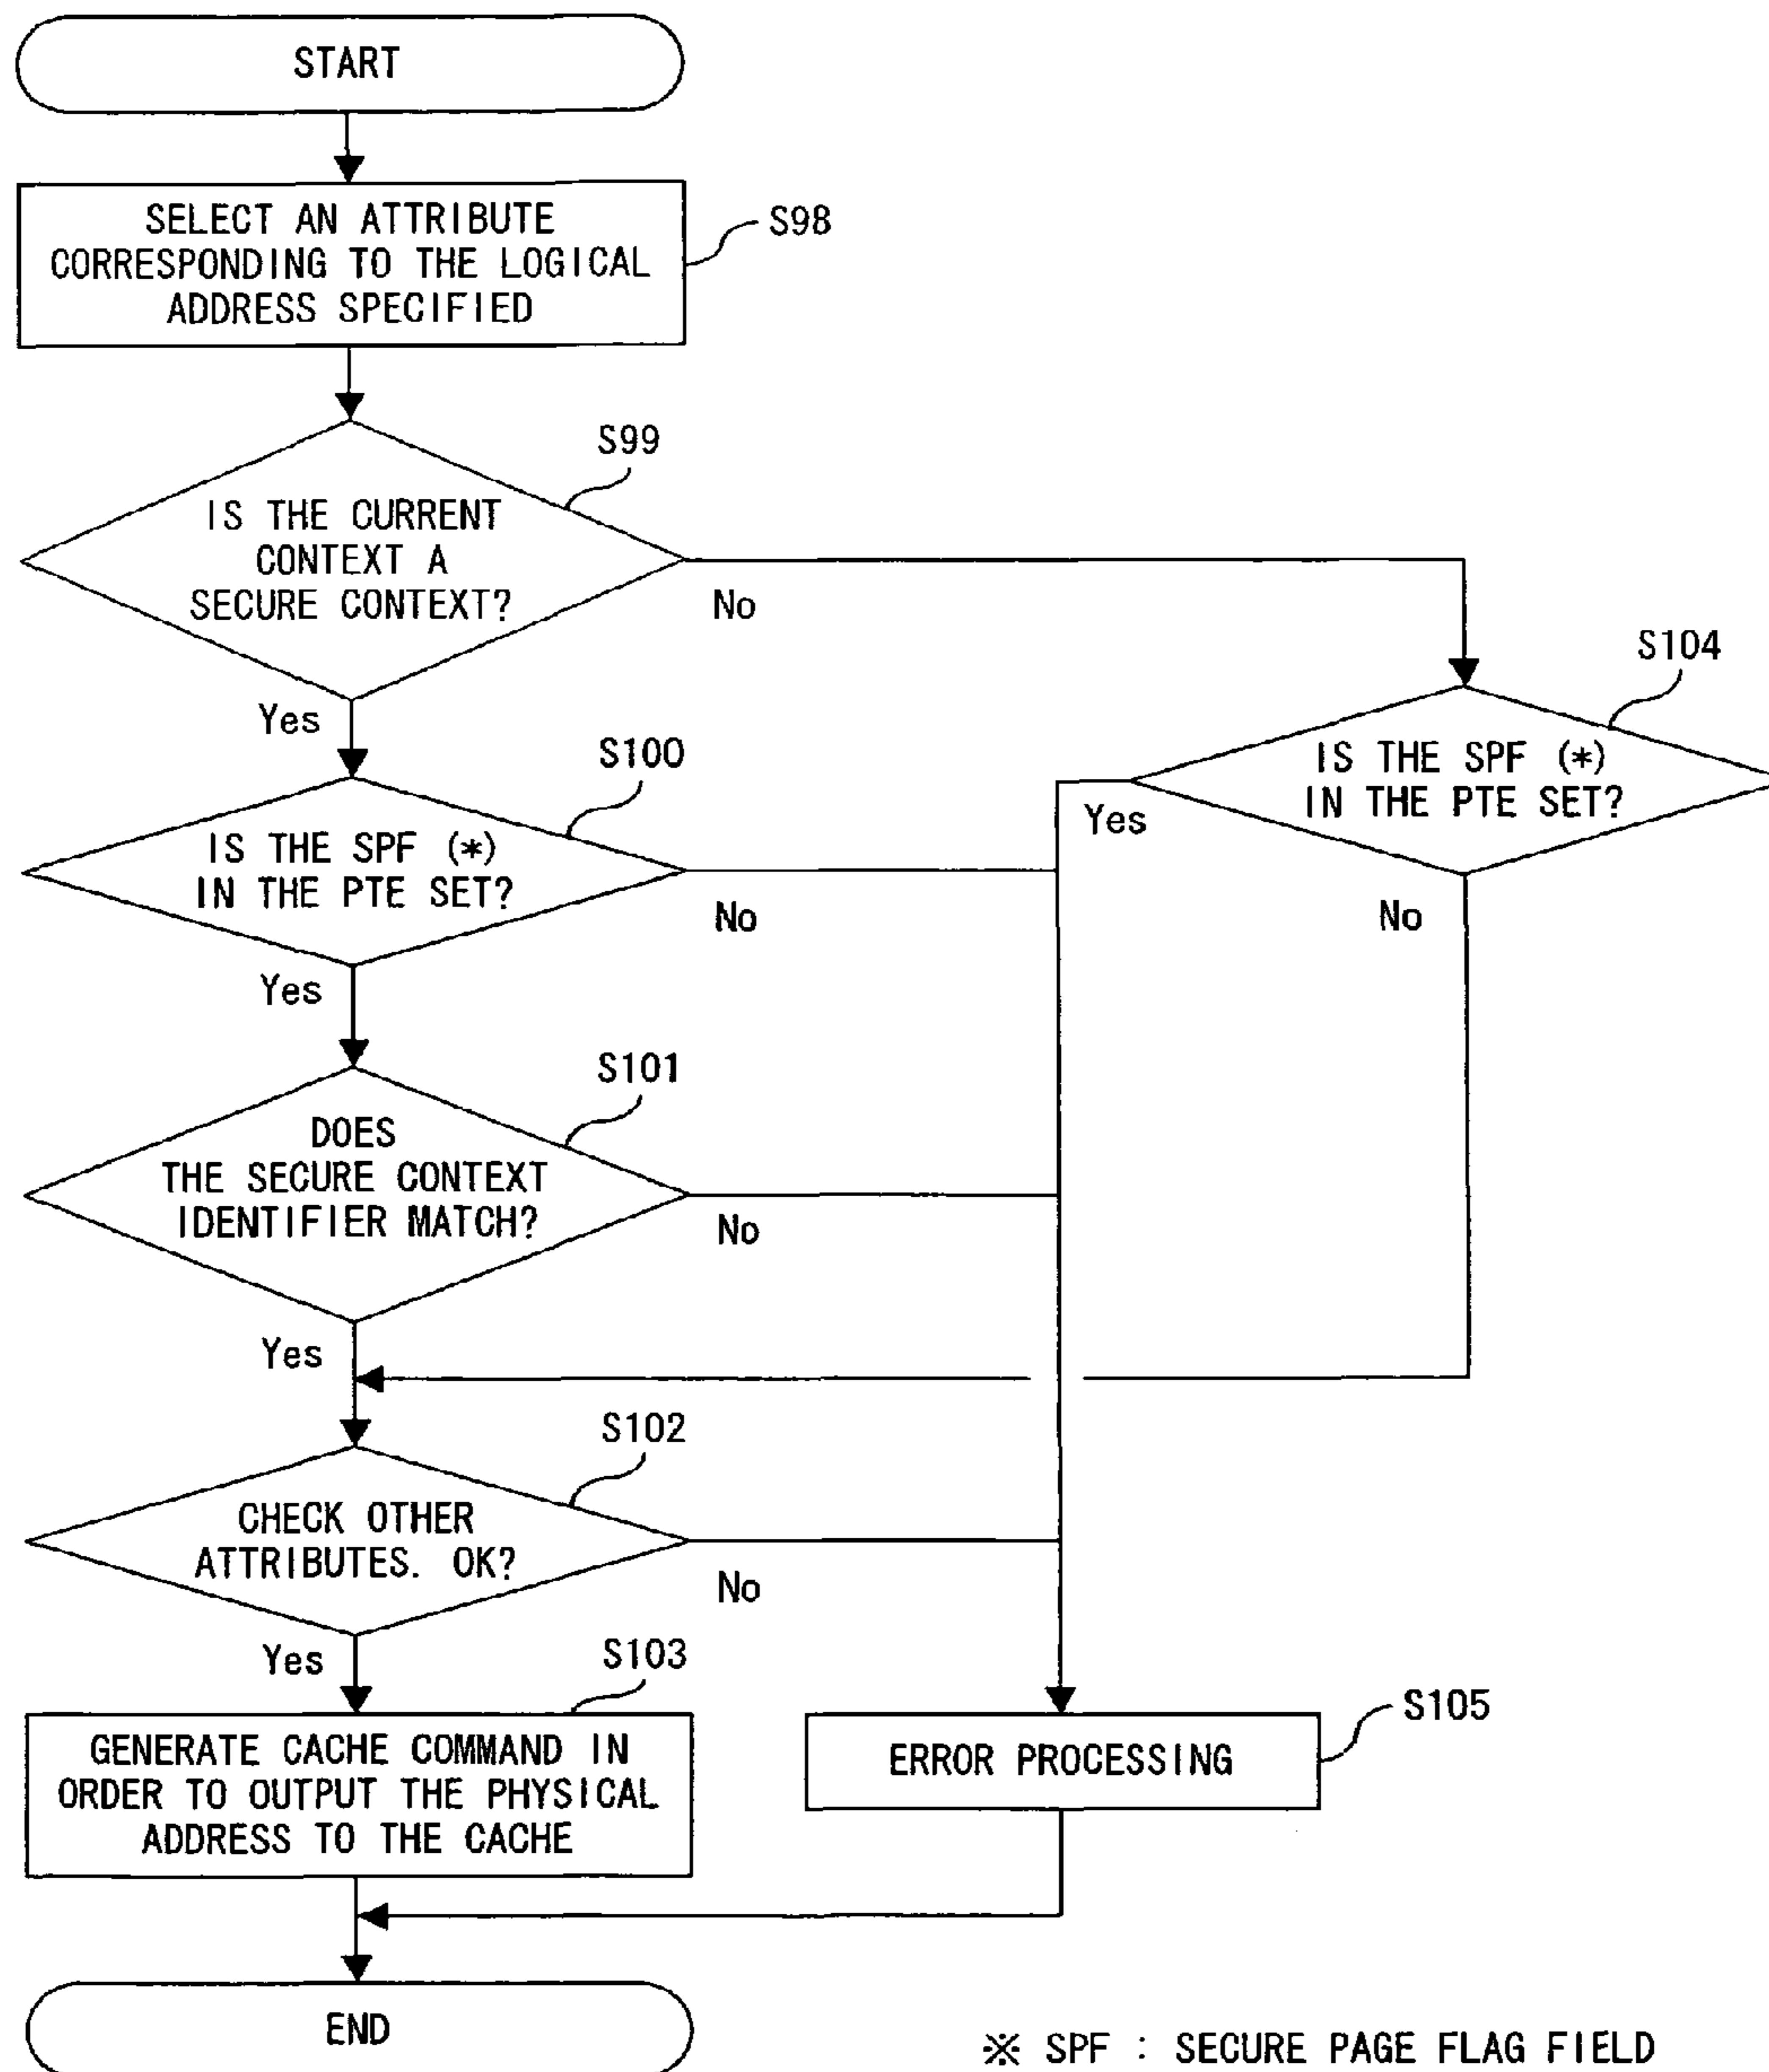 START
SELECT AN ATTRIBUTE
CORRESPONDING TO THE LOGICAL
ADDRESS SPECIFIED
S98
S99
IS THE CURRENT
CONTEXT A
SECURE CONTEXT?
No
Yes
S104
IS THE SPF (*)
IN THE PTE SET?
Yes
No
S100
IS THE SPF (*)
IN THE PTE SET?
No
Yes
S101
DOES
THE SECURE CONTEXT
IDENTIFIER MATCH?
No
Yes
S102
CHECK OTHER
ATTRIBUTES. OK?
No
Yes
S103
GENERATE CACHE COMMAND IN
ORDER TO OUTPUT THE PHYSICAL
ADDRESS TO THE CACHE
S105
ERROR PROCESSING
END
※ SPF : SECURE PAGE FLAG FIELD